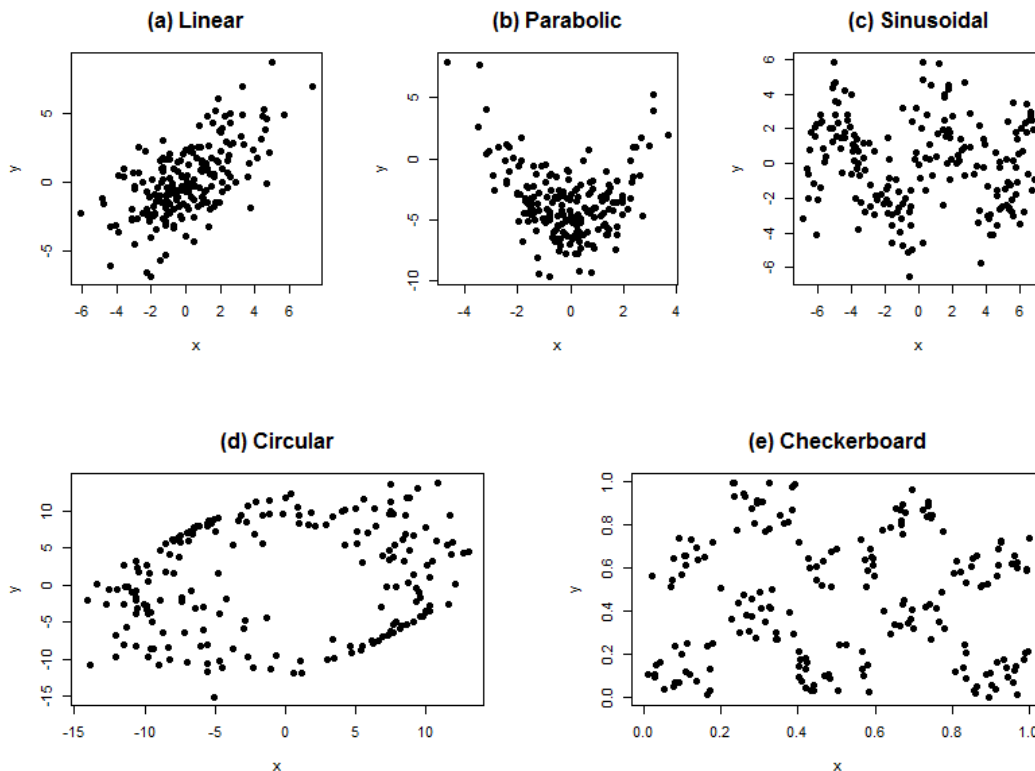 (a) Linear
(b) Parabolic
(c) Sinusoidal
y
5
0
-5
-6 -4 -2 0 2 4 6
x
y
5
0
-5
-10
-4 -2 0 2 4
x
y
6
4
2
0
-2
-4
-6
-6 -4 -2 0 2 4 6
x
(d) Circular
(e) Checkerboard
y
10
5
0
-5
-10
-15
-15 -10 -5 0 5 10
x
y
1.0
0.8
0.6
0.4
0.2
0.0
0.0 0.2 0.4 0.6 0.8 1.0
x